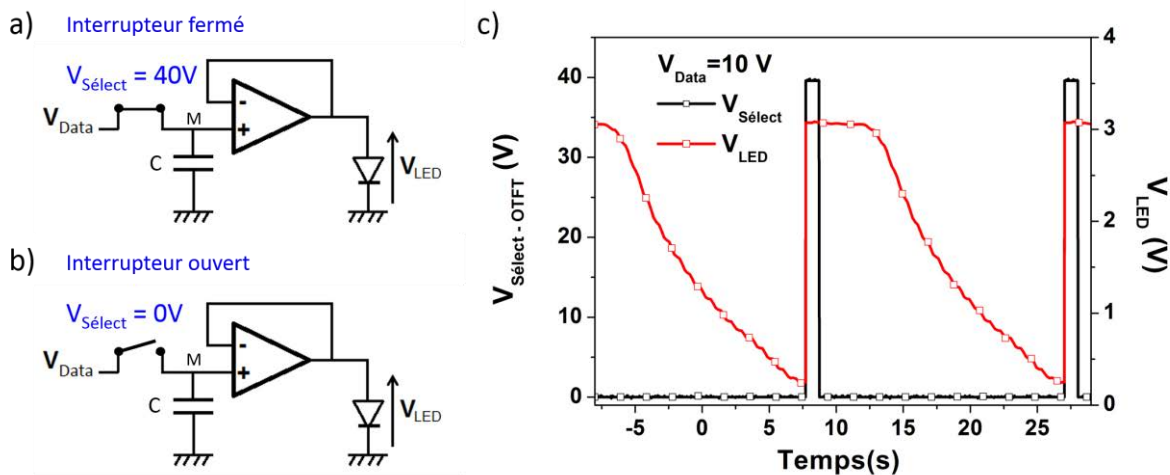 a) Interrupteur fermé
VSélect = 40V
VData
M
C
-
+
VLED
b) Interrupteur ouvert
VSélect = 0V
VData
M
C
-
+
VLED
c)
VData=10 V
VSélect
VLED
VSélect - OTFT (V)
40
30
20
10
0
-5 0 5 10 15 20 25
Temps(s)
4
3
2
1
0
VLED (V)